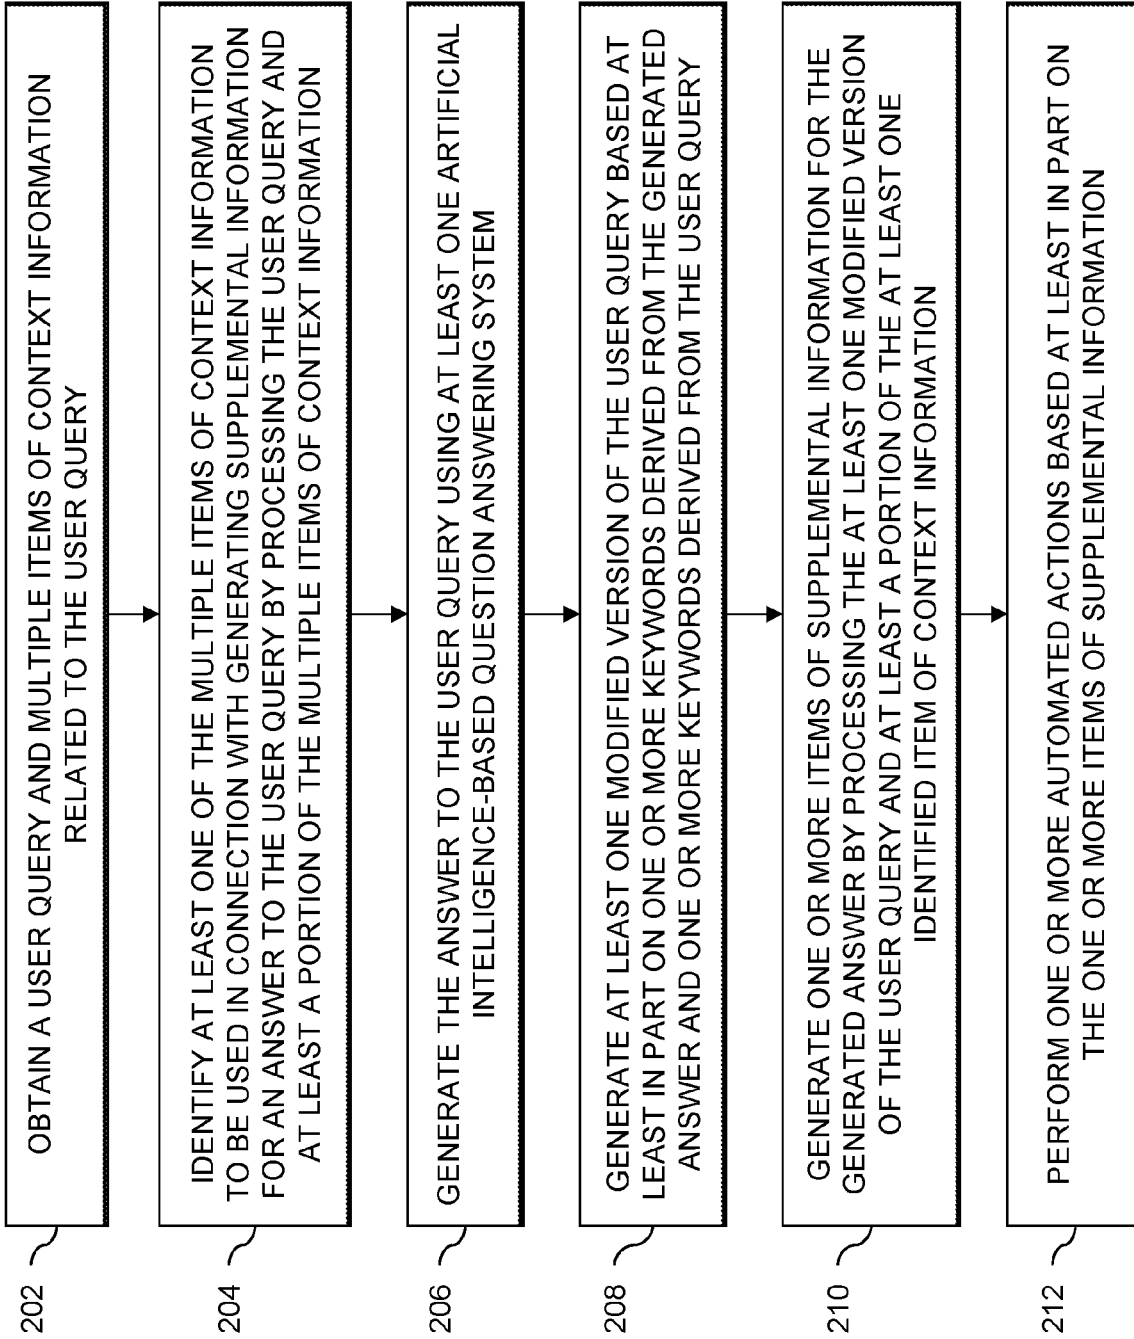 202
OBTAIN A USER QUERY AND MULTIPLE ITEMS OF CONTEXT INFORMATION
RELATED TO THE USER QUERY
204
IDENTIFY AT LEAST ONE OF THE MULTIPLE ITEMS OF CONTEXT INFORMATION
TO BE USED IN CONNECTION WITH GENERATING SUPPLEMENTAL INFORMATION
FOR AN ANSWER TO THE USER QUERY BY PROCESSING THE USER QUERY AND
AT LEAST A PORTION OF THE MULTIPLE ITEMS OF CONTEXT INFORMATION
206
GENERATE THE ANSWER TO THE USER QUERY USING AT LEAST ONE ARTIFICIAL
INTELLIGENCE-BASED QUESTION ANSWERING SYSTEM
208
GENERATE AT LEAST ONE MODIFIED VERSION OF THE USER QUERY BASED AT
LEAST IN PART ON ONE OR MORE KEYWORDS DERIVED FROM THE GENERATED
ANSWER AND ONE OR MORE KEYWORDS DERIVED FROM THE USER QUERY
210
GENERATE ONE OR MORE ITEMS OF SUPPLEMENTAL INFORMATION FOR THE
GENERATED ANSWER BY PROCESSING THE AT LEAST ONE MODIFIED VERSION
OF THE USER QUERY AND AT LEAST A PORTION OF THE AT LEAST ONE
IDENTIFIED ITEM OF CONTEXT INFORMATION
212
PERFORM ONE OR MORE AUTOMATED ACTIONS BASED AT LEAST IN PART ON
THE ONE OR MORE ITEMS OF SUPPLEMENTAL INFORMATION